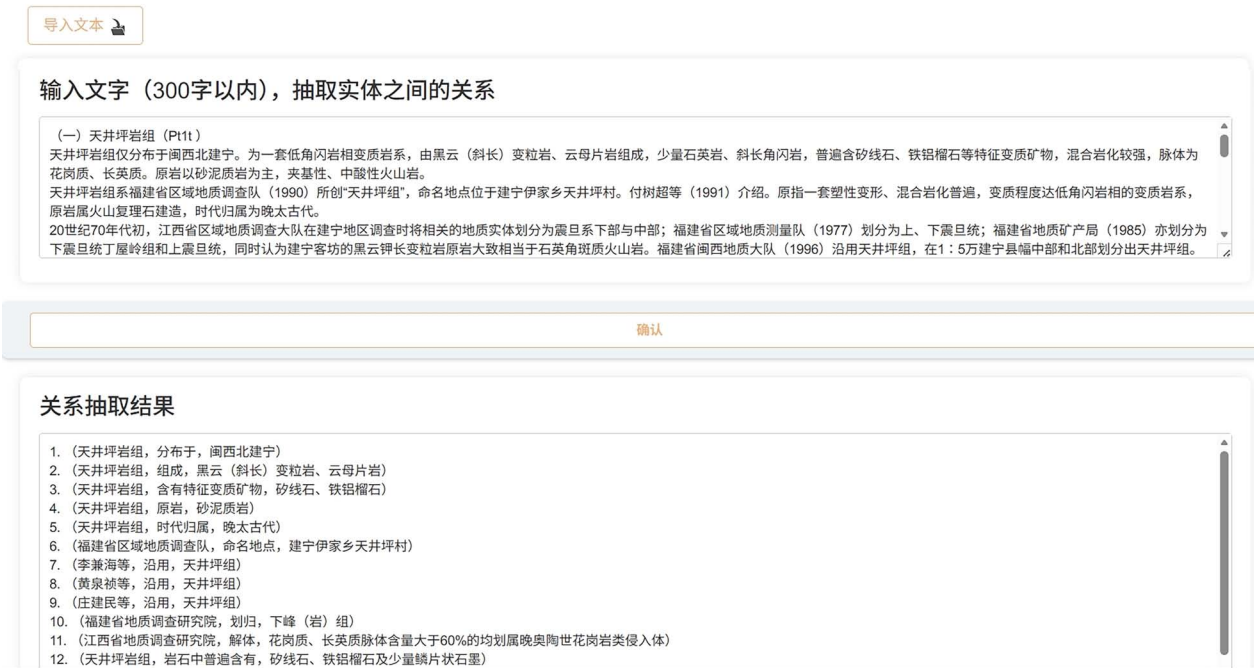 导入文本
输入文字（300字以内），抽取实体之间的关系
（一）天井坪岩组（Pt1t ）
天井坪岩组仅分布于闽西北建宁。为一套低角闪岩相变质岩系，由黑云（斜长）变粒岩、云母片岩组成，少量石英岩、斜长角闪岩，普遍含矽线石、铁铝榴石等特征变质矿物，混合岩化较强，脉体为
花岗质、长英质。原岩以砂泥质岩为主，夹基性、中酸性火山岩。
天井坪岩组系福建省区域地质调查队（1990）所创“天井坪组”，命名地点位于建宁伊家乡天井坪村。付树超等（1991）介绍。原指一套塑性变形、混合岩化普遍，变质程度达低角闪岩相的变质岩系，
原岩属火山复理石建造，时代归属为晚太古代。
20世纪70年代初，江西省区域地质调查大队在建宁地区调查时将相关的地质实体划分为震旦系下部与中部；福建省区域地质测量队（1977）划分为上、下震旦统；福建省地质矿产局（1985）亦划分为
下震旦统丁屋岭组和上震旦统，同时认为建宁客坊的黑云钾长变粒岩原岩大致相当于石英角斑质火山岩。福建省闽西地质大队（1996）沿用天井坪组，在1：5万建宁县幅中部和北部划分出天井坪组。
确认
关系抽取结果
1. （天井坪岩组，分布于，闽西北建宁）
2. （天井坪岩组，组成，黑云（斜长）变粒岩、云母片岩）
3. （天井坪岩组，含有特征变质矿物，矽线石、铁铝榴石）
4. （天井坪岩组，原岩，砂泥质岩）
5. （天井坪岩组，时代归属，晚太古代）
6. （福建省区域地质调查队，命名地点，建宁伊家乡天井坪村）
7. （李兼海等，沿用，天井坪组）
8. （黄泉祯等，沿用，天井坪组）
9. （庄建民等，沿用，天井坪组）
10. （福建省地质调查研究院，划归，下峰（岩）组）
11. （江西省地质调查研究院，解体，花岗质、长英质脉体含量大于60%的均划属晚奥陶世花岗岩类侵入体）
12. （天井坪岩组，岩石中普遍含有，矽线石、铁铝榴石及少量鳞片状石墨）